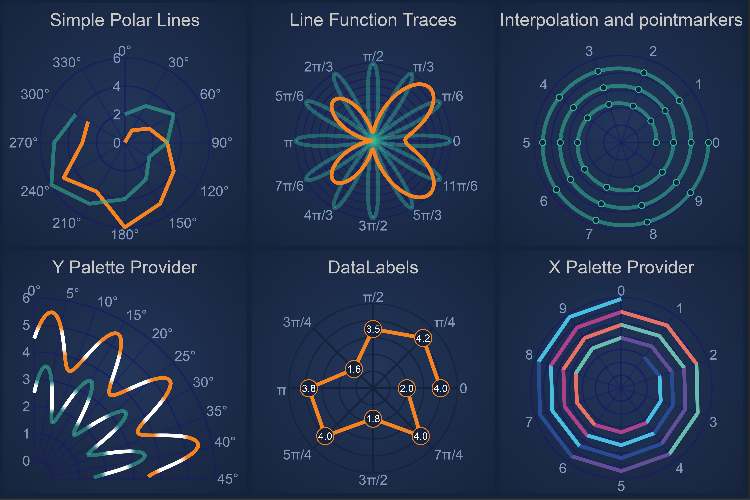 Simple Polar Lines
0°
30°
60°
90°
120°
150°
180°
210°
240°
270°
300°
330°
6
4
2
0
Line Function Traces
π/2
π/3
π/6
0
11π/6
5π/3
3π/2
4π/3
7π/6
π
5π/6
2π/3
Interpolation and pointmarkers
0
1
2
3
4
5
6
7
8
9
Y Palette Provider
0°
5°
10°
15°
20°
25°
30°
35°
40°
45°
6
5
4
3
2
1
0
DataLabels
π/2
π/4
0
7π/4
3π/2
5π/4
π
3π/4
3.5
4.2
1.6
3.8
2.0
4.0
1.8
4.0
4.0
X Palette Provider
0
1
2
3
4
5
6
7
8
9